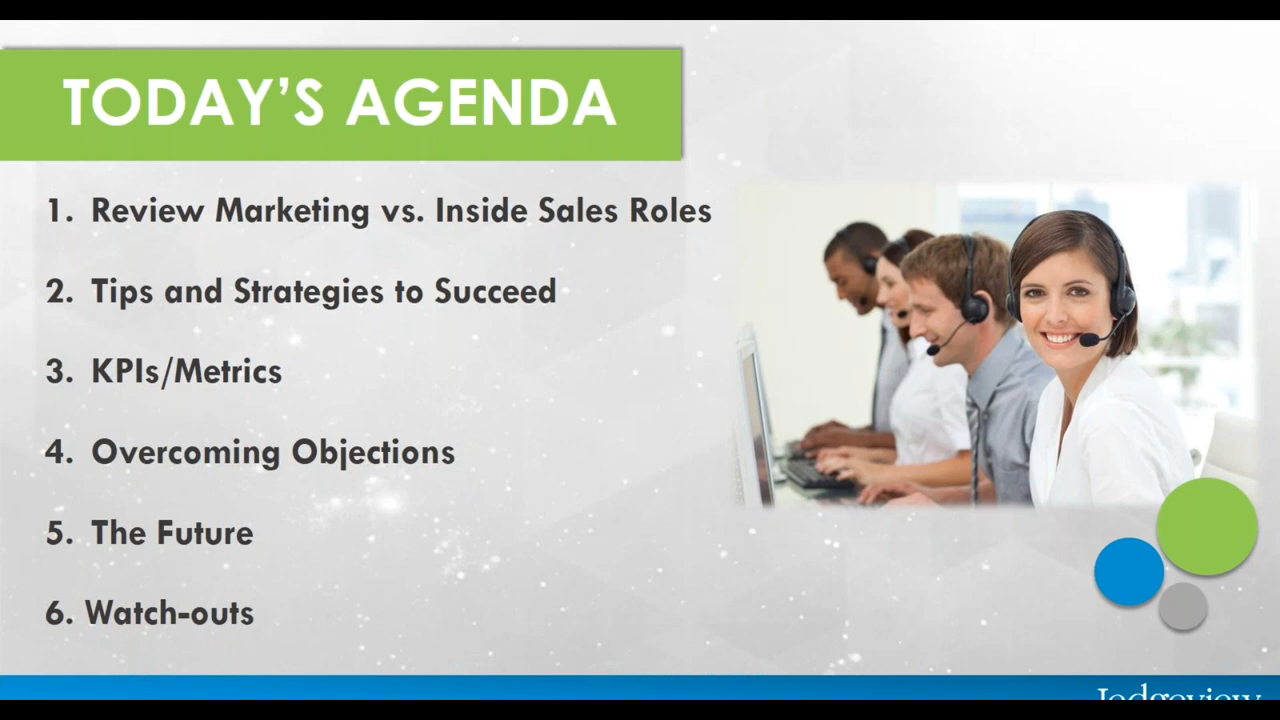 TODAY'S AGENDA
1. Review Marketing vs. Inside Sales Roles
2. Tips and Strategies to Succeed
3. KPIs/Metrics
4. Overcoming Objections
5. The Future
6. Watch-outs